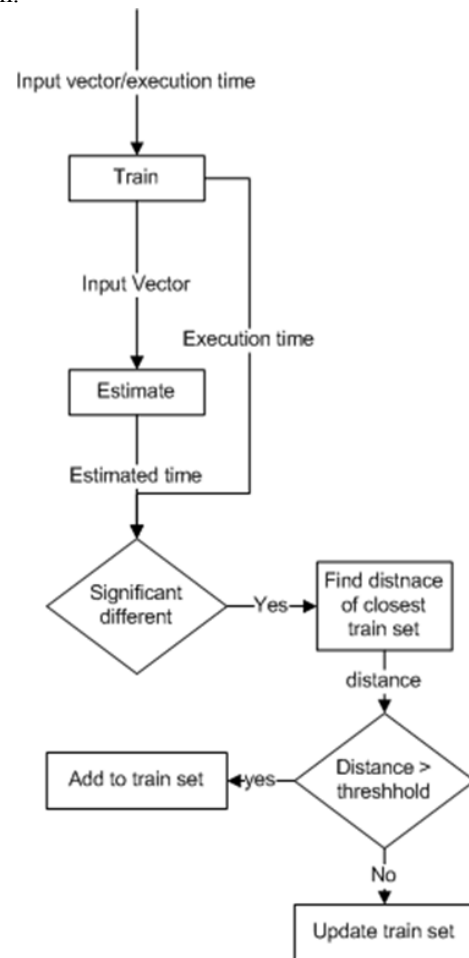 Input vector/execution time
Train
Input Vector
Execution time
Estimate
Estimated time
Significant
different
Yes
Find distnace
of closest
train set
distance
Distance >
threshhold
yes
Add to train set
No
Update train set